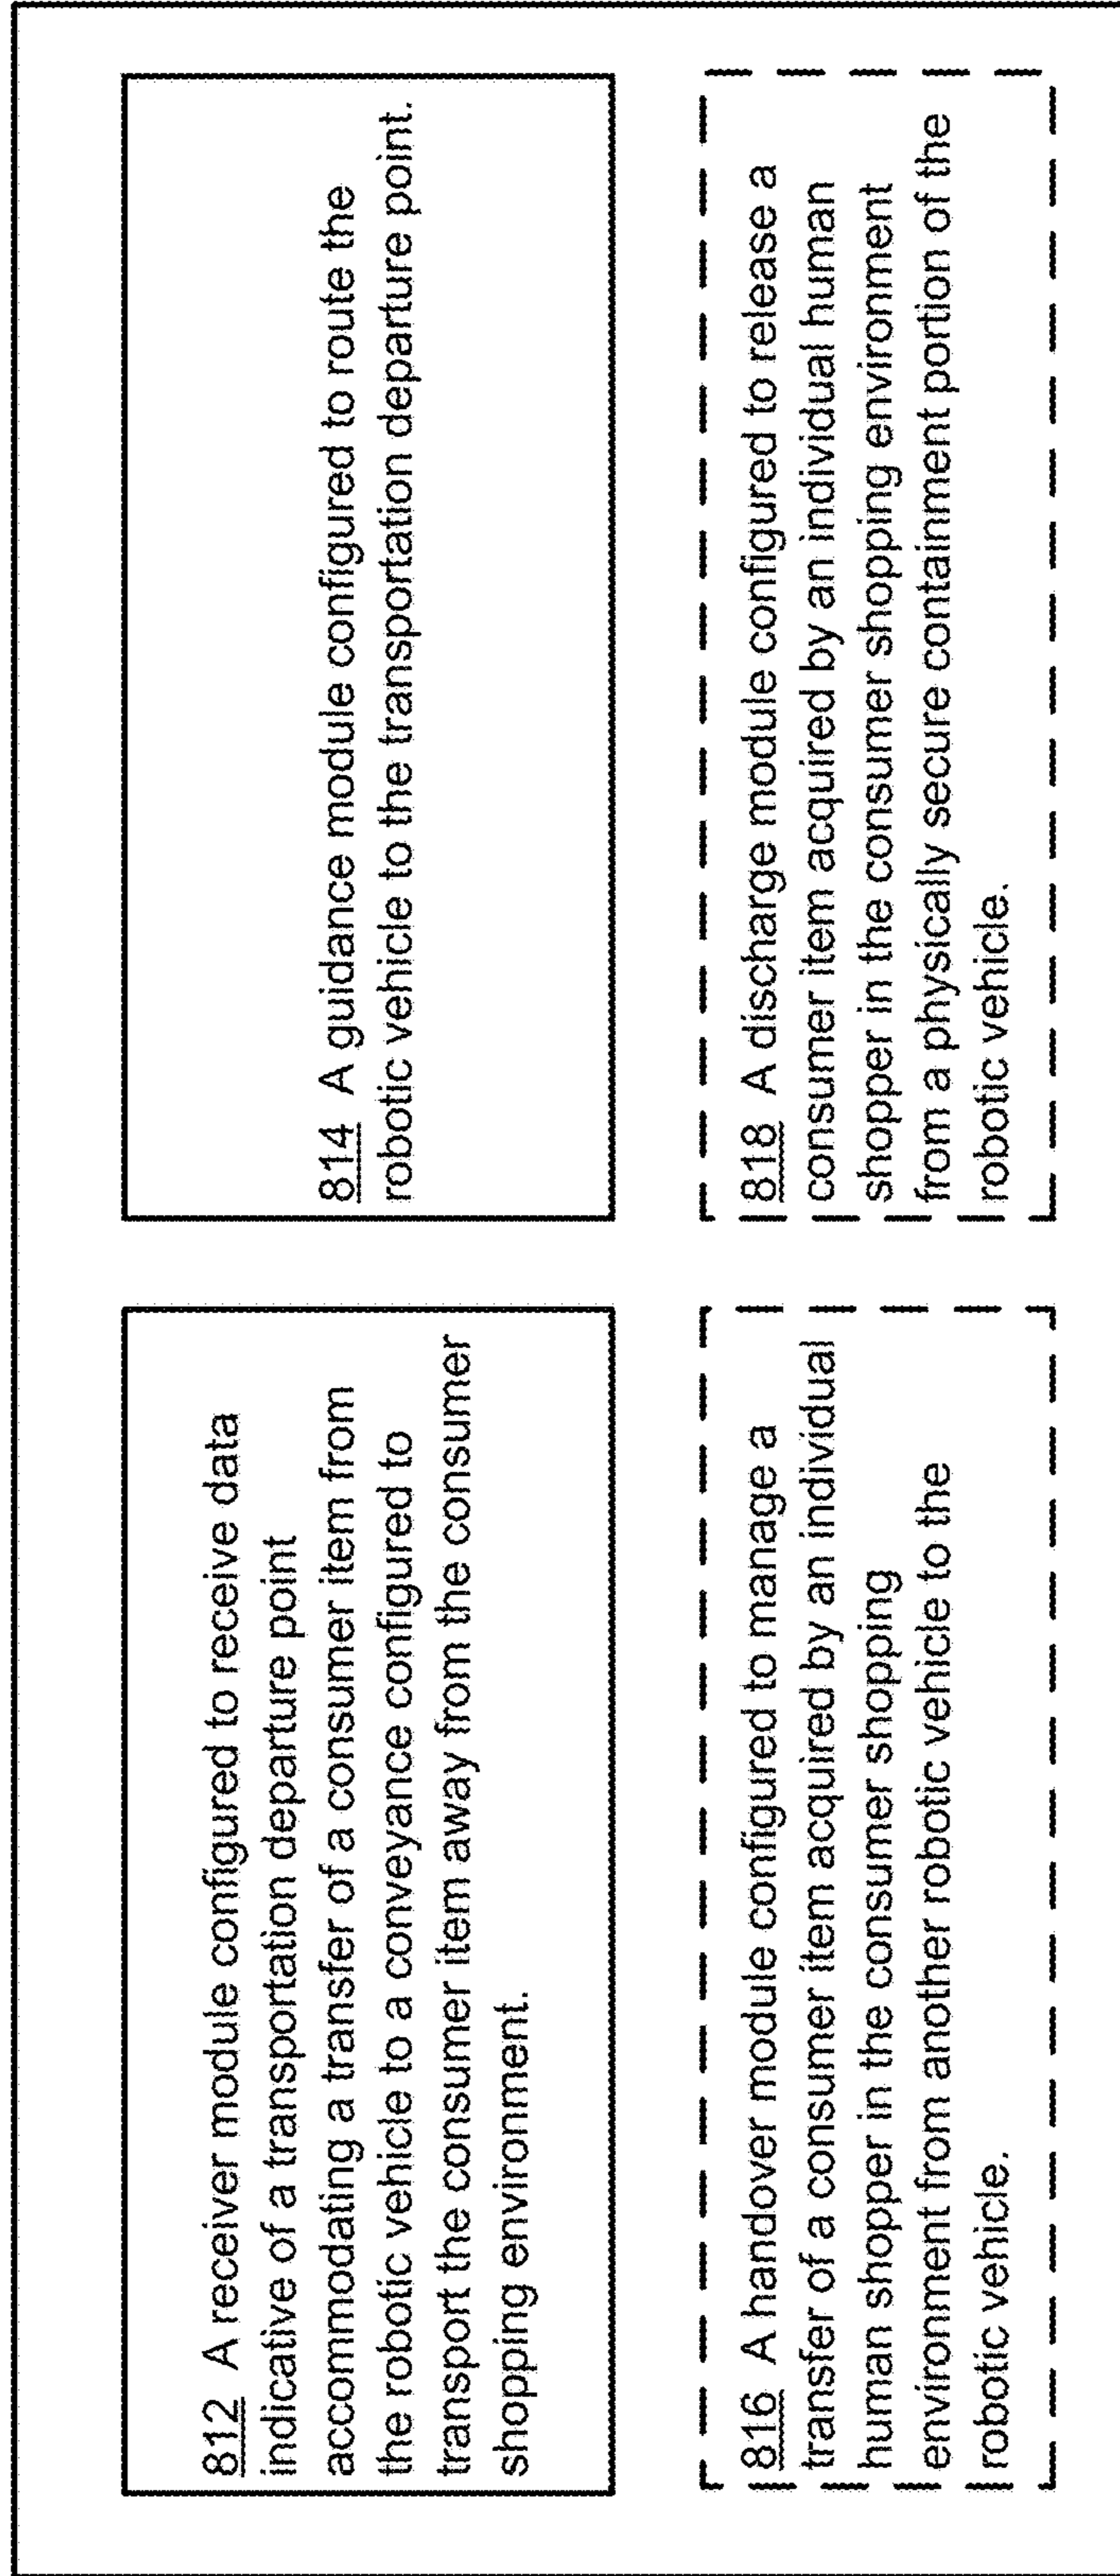 812 A receiver module configured to receive data
indicative of a transportation departure point
accommodating a transfer of a consumer item from
the robotic vehicle to a conveyance configured to
transport the consumer item away from the consumer
shopping environment.
814 A guidance module configured to route the
robotic vehicle to the transportation departure point.
816 A handover module configured to manage a
transfer of a consumer item acquired by an individual
human shopper in the consumer shopping
environment from another robotic vehicle to the
robotic vehicle.
818 A discharge module configured to release a
consumer item acquired by an individual human
shopper in the consumer shopping environment
from a physically secure containment portion of the
robotic vehicle.